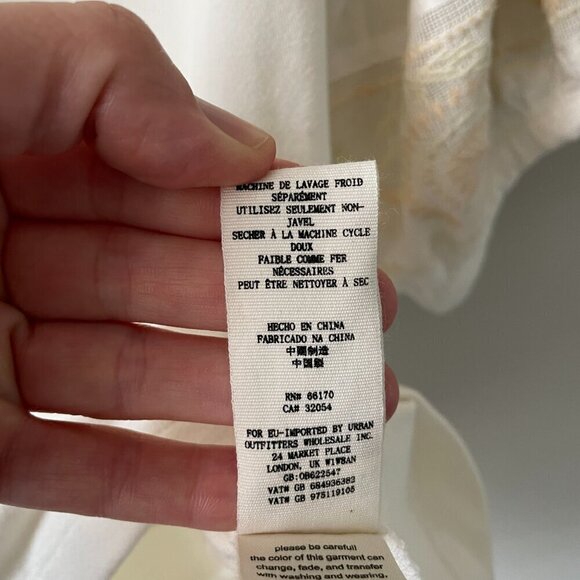 MACHINE DE LAVAGE FROID
SÉPARÉMENT
UTILISEZ SEULEMENT NON-
JAVEL
SECHER À LA MACHINE CYCLE
DOUX
FAIBLE COMME FER
NÉCESSAIRES
PEUT ÊTRE NETTOYER À SEC
HECHO EN CHINA
FABRICADO NA CHINA
中國制造
中国製
RN# 66170
CA# 32054
FOR EU-IMPORTED BY URBAN
OUTFITTERS WHOLESALE INC.
24 MARKET PLACE
LONDON, UK W1W8AN
GB:OB622547
VAT# GB 684936382
VAT# GB 975119105
please be careful!
the color of this garment can
change, fade, and transfer
with washing and wearing.